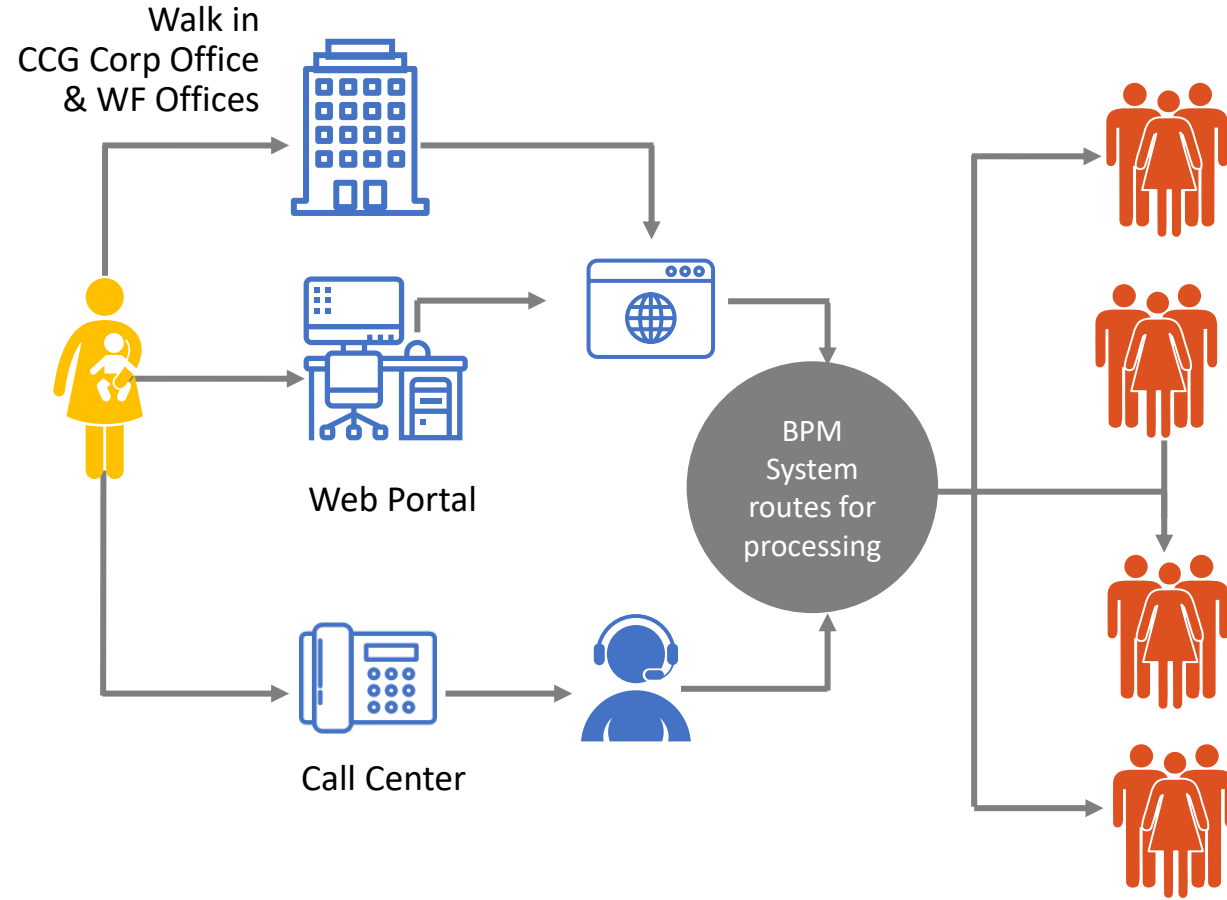 Walk in
CCG Corp Office
& WF Offices
Web Portal
BPM
System
routes for
processing
Call Center